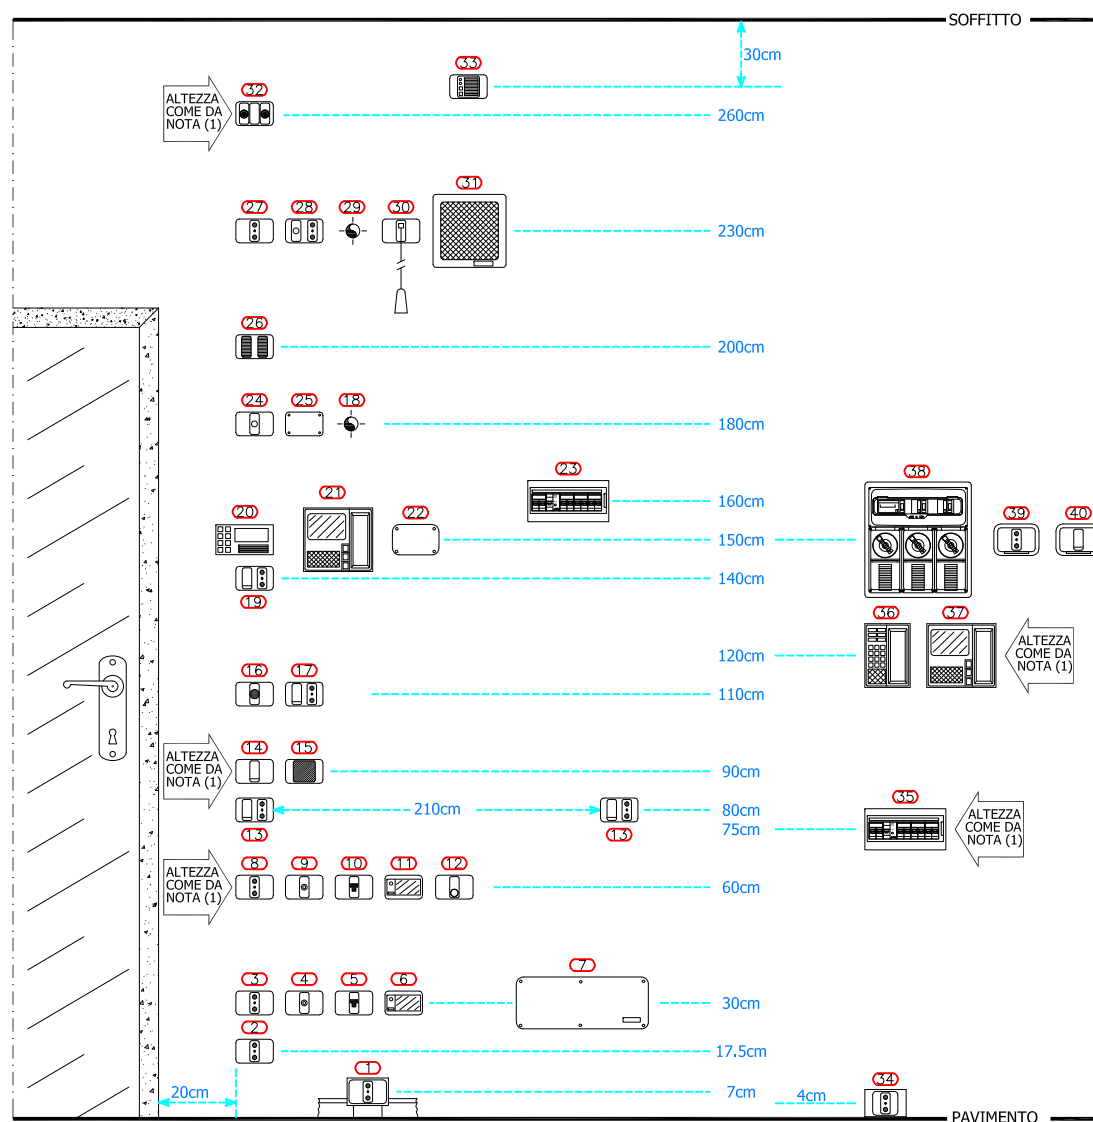 SOFFITTO
30cm
33
32
ALTEZZA
COME DA
NOTA (1)
260cm
31
27
28
29
30
230cm
26
200cm
24
25
18
180cm
23
38
21
160cm
20
22
39
40
150cm
140cm
19
36
37
ALTEZZA
COME DA
NOTA (1)
120cm
16
17
110cm
14
15
ALTEZZA
COME DA
NOTA (1)
90cm
210cm
80cm
35
75cm
ALTEZZA
COME DA
NOTA (1)
13
13
8
9
10
11
12
ALTEZZA
COME DA
NOTA (1)
60cm
7
3
4
5
6
30cm
2
17.5cm
1
34
20cm
7cm
4cm
PAVIMENTO